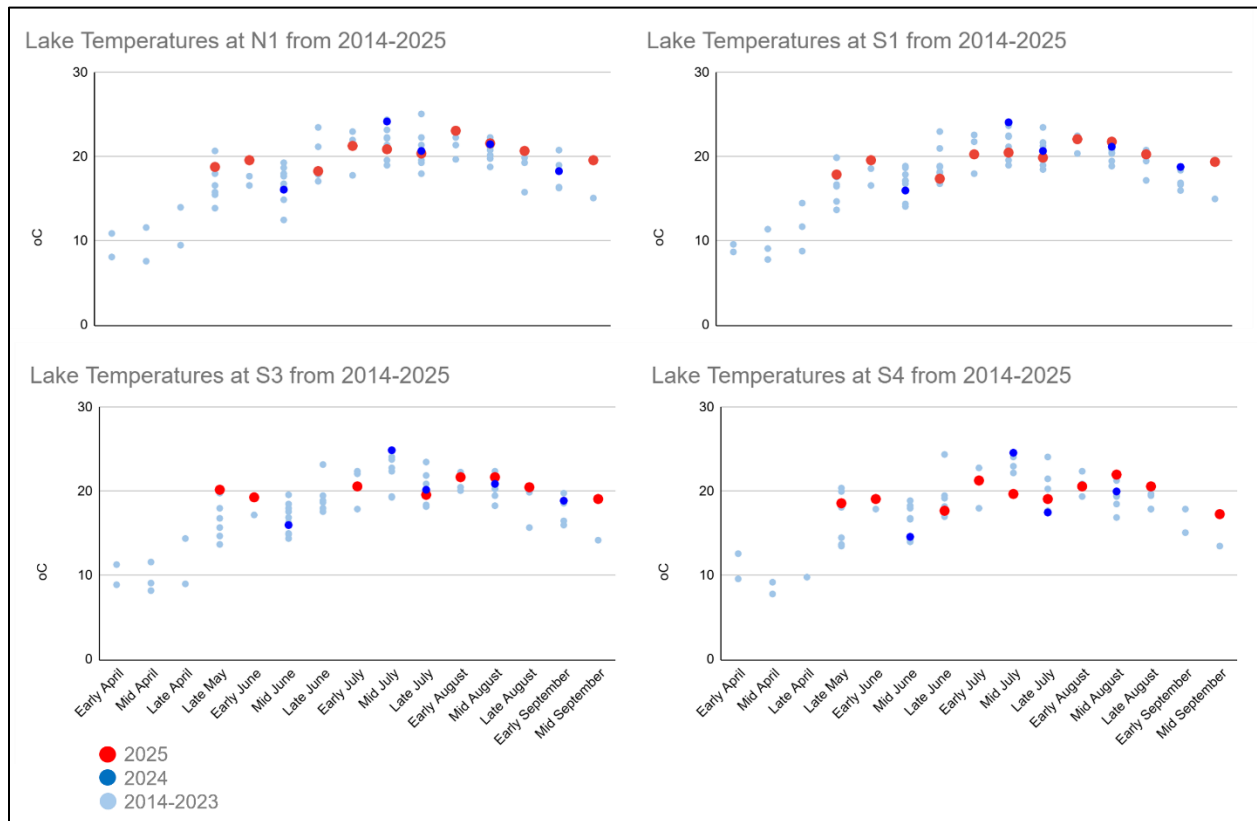 Lake Temperatures at N1 from 2014-2025
30
20
10
0
oC
Lake Temperatures at S1 from 2014-2025
30
20
10
0
oC
Lake Temperatures at S3 from 2014-2025
30
20
10
0
oC
Early April
Mid April
Late April
Late May
Early June
Mid June
Late June
Early July
Mid July
Late July
Early August
Mid August
Late August
Early September
Mid September
Lake Temperatures at S4 from 2014-2025
30
20
10
0
oC
Early April
Mid April
Late April
Late May
Early June
Mid June
Late June
Early July
Mid July
Late July
Early August
Mid August
Late August
Early September
Mid September
2025
2024
2014-2023